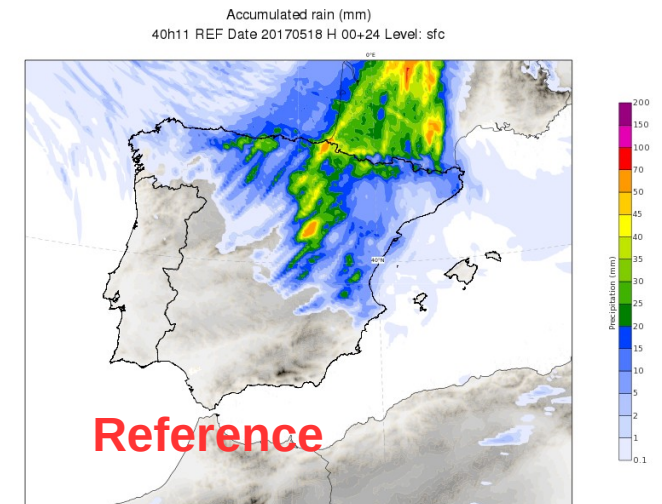 Accumulated rain (mm)
40h11 REF Date 20170518 H 00+24 Level: sfc
0°E
200
150
100
70
50
45
40
35
30
25
20
15
10
5
2
1
0.1
Precipitation (mm)
40°N
Reference